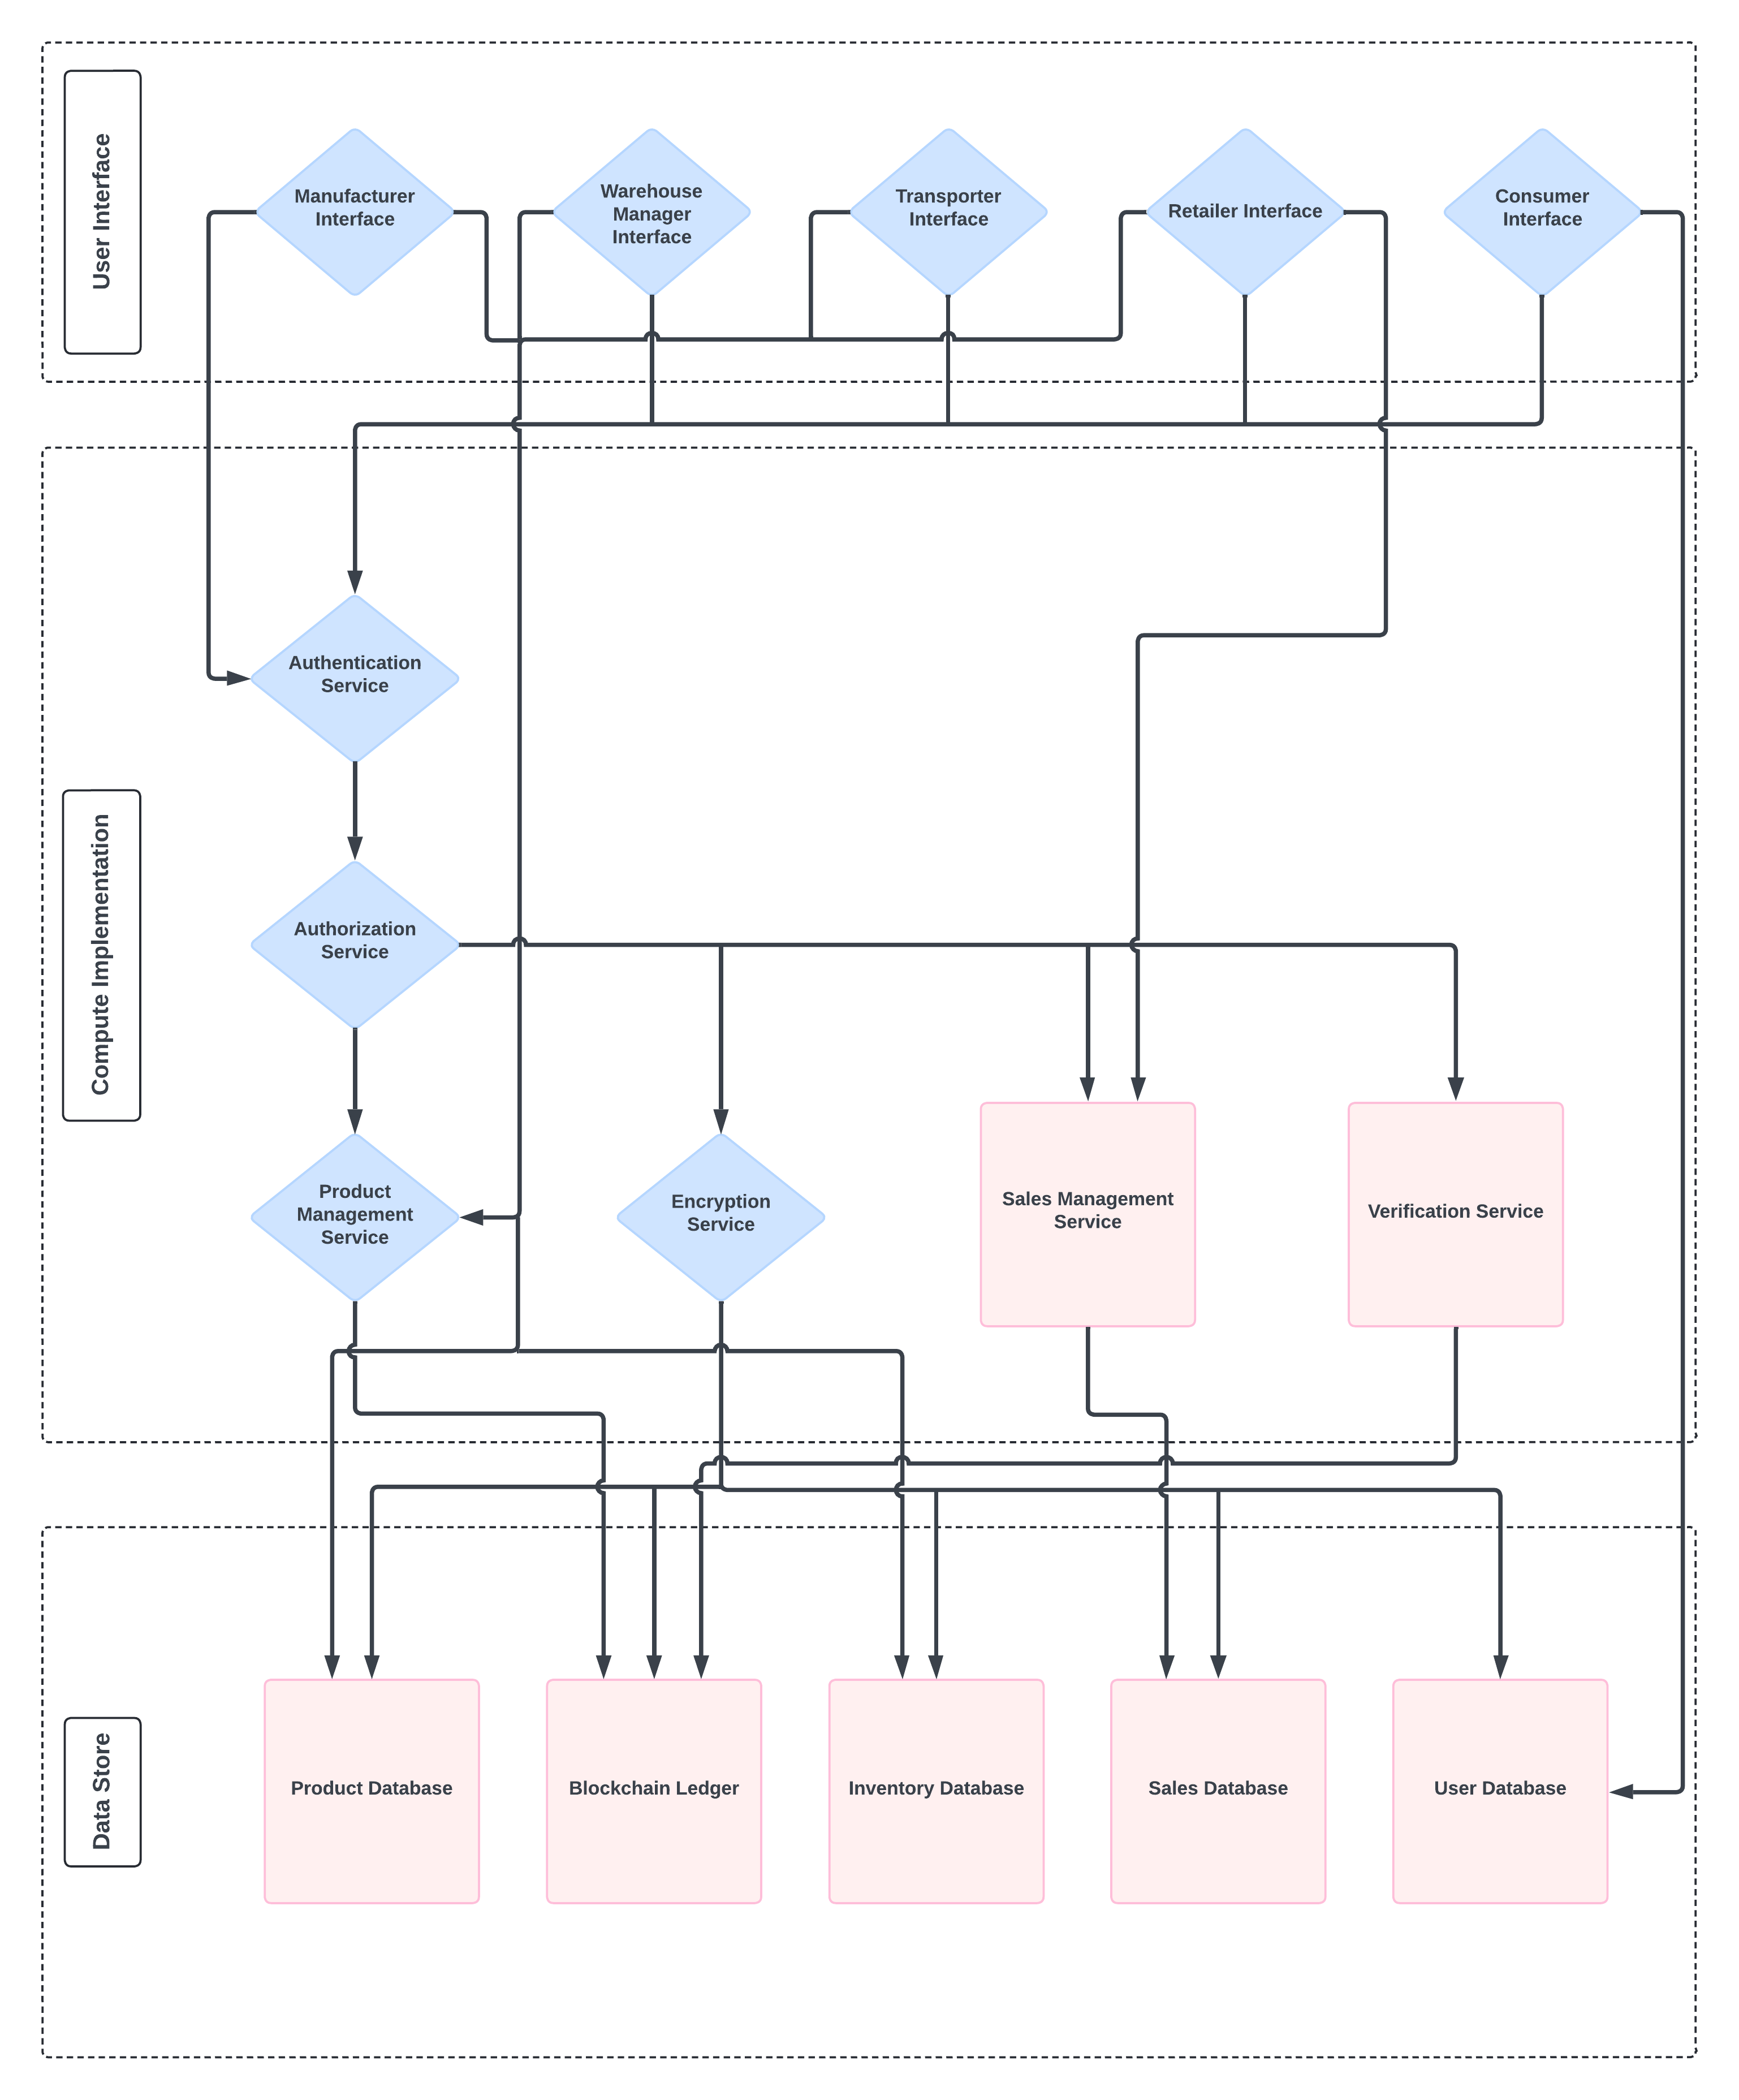 User Interface
Manufacturer
Interface
Warehouse
Manager
Interface
Transporter
Interface
Retailer Interface
Consumer
Interface
Compute Implementation
Authentication
Service
Authorization
Service
Product
Management
Service
Encryption
Service
Sales Management
Service
Verification Service
Data Store
Product Database
Blockchain Ledger
Inventory Database
Sales Database
User Database